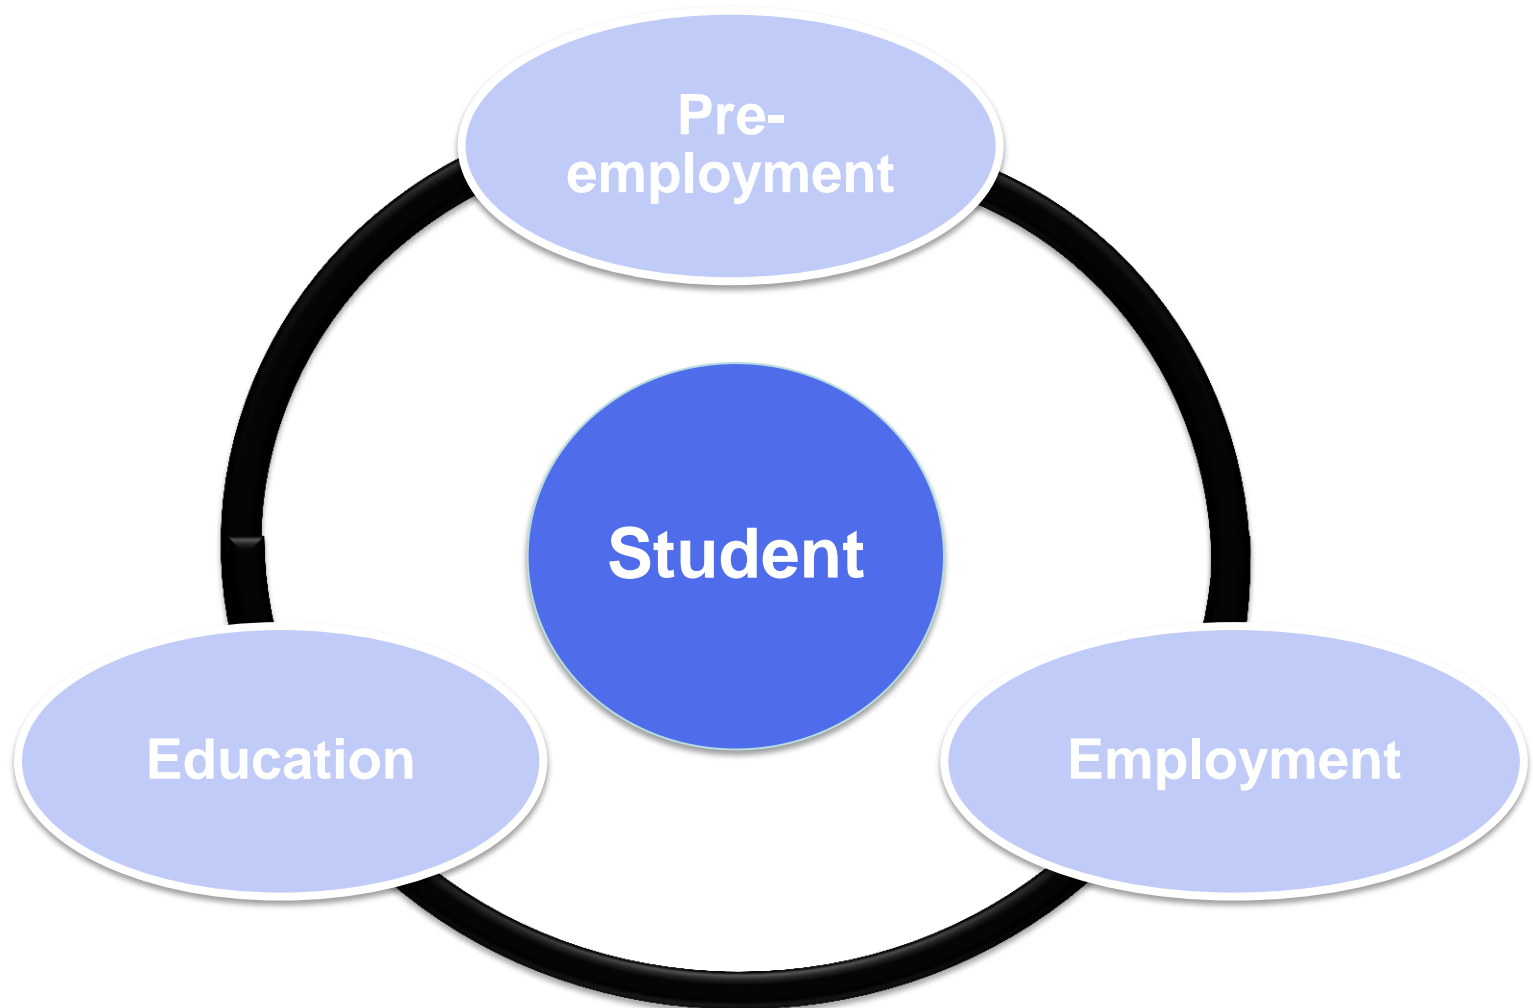 Pre-
employment
Student
Education
Employment